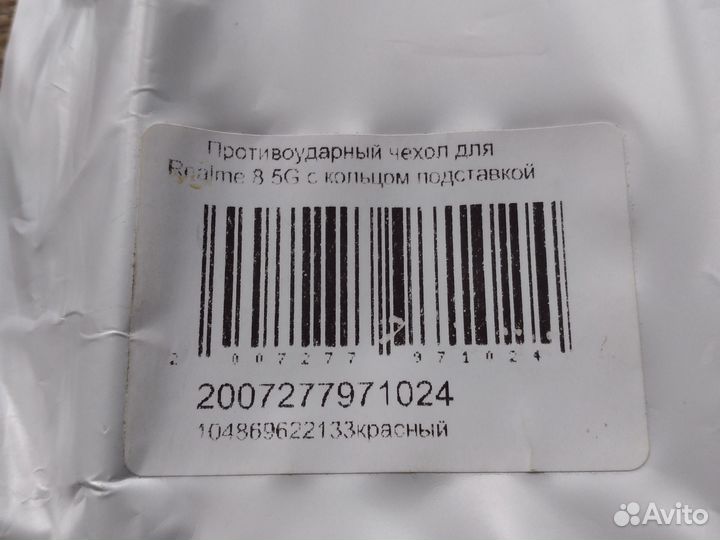 Противоударный чехол для
Realme 8 5G с кольцом подставкой
2 007277 971024
2007277971024
104869622133красный
Avito